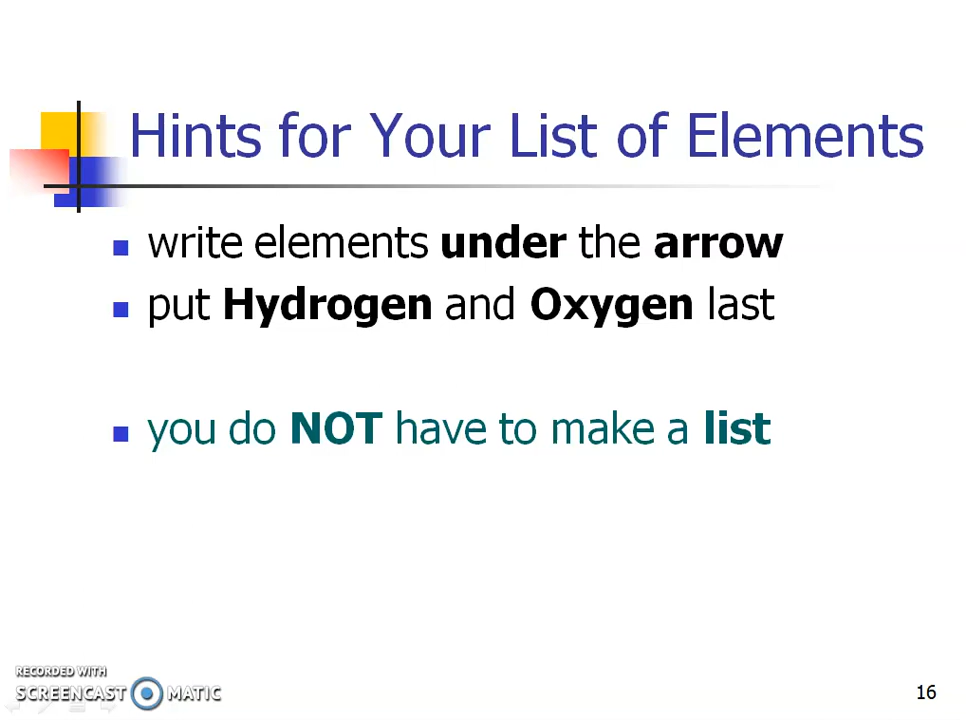 Hints for Your List of Elements
write elements under the arrow
put Hydrogen and Oxygen last
you do NOT have to make a list
RECORDED WITH
SCREENCAST MATIC
16